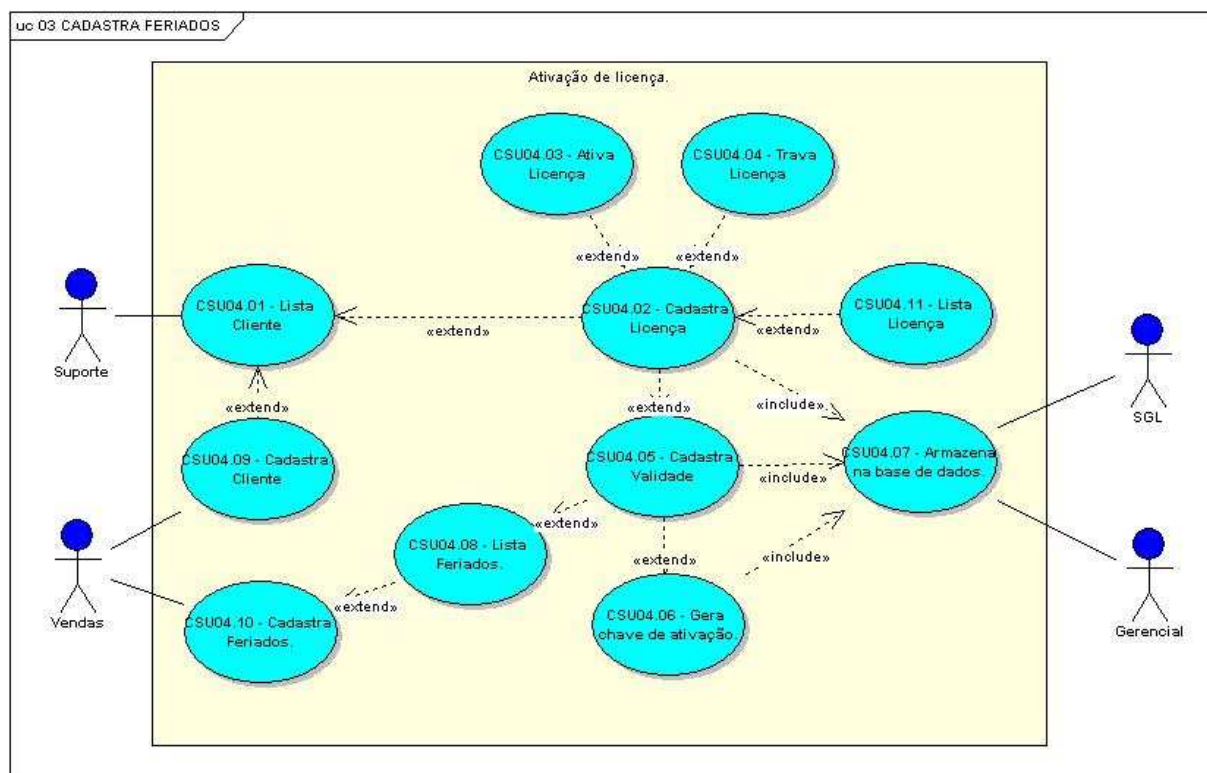 uc 03 CADASTRA FERIADOS
Ativação de licença.
CSU04.03 - Ativa
Licença
CSU04.04 - Trava
Licença
«extend»
«extend»
CSU04.01 - Lista
Cliente
CSU04.02 - Cadastra
Licença
CSU04.11 - Lista
Licença
«extend»
«extend»
Suporte
SGL
«extend»
«extend»
«include»
CSU04.09 - Cadastra
Cliente
CSU04.05 - Cadastra
Validade
CSU04.07 - Armazena
na base de dados.
«include»
«extend»
CSU04.08 - Lista
Feriados.
«extend»
«include»
Vendas
CSU04.10 - Cadastra
Feriados.
«extend»
CSU04.06 - Gera
chave de ativação.
Gerencial